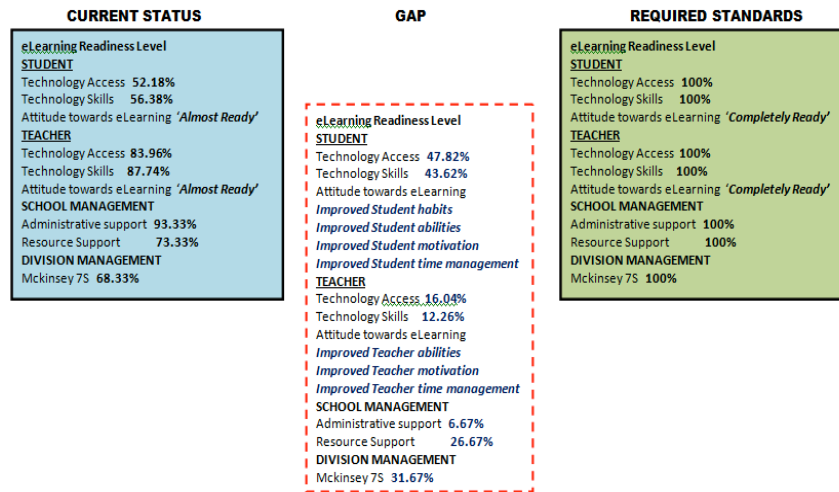 CURRENT STATUS
eLearning Readiness Level
STUDENT
Technology Access 52.18%
Technology Skills 56.38%
Attitude towards eLearning 'Almost Ready'
TEACHER
Technology Access 83.96%
Technology Skills 87.74%
Attitude towards eLearning 'Almost Ready'
SCHOOL MANAGEMENT
Administrative support 93.33%
Resource Support 73.33%
DIVISION MANAGEMENT
Mckinsey 7S 68.33%
GAP
eLearning Readiness Level
STUDENT
Technology Access 47.82%
Technology Skills 43.62%
Attitude towards eLearning
Improved Student habits
Improved Student abilities
Improved Student motivation
Improved Student time management
TEACHER
Technology Access 16.04%
Technology Skills 12.26%
Attitude towards eLearning
Improved Teacher abilities
Improved Teacher motivation
Improved Teacher time management
SCHOOL MANAGEMENT
Administrative support 6.67%
Resource Support 26.67%
DIVISION MANAGEMENT
Mckinsey 7S 31.67%
REQUIRED STANDARDS
eLearning Readiness Level
STUDENT
Technology Access 100%
Technology Skills 100%
Attitude towards eLearning 'Completely Ready'
TEACHER
Technology Access 100%
Technology Skills 100%
Attitude towards eLearning 'Completely Ready'
SCHOOL MANAGEMENT
Administrative support 100%
Resource Support 100%
DIVISION MANAGEMENT
Mckinsey 7S 100%